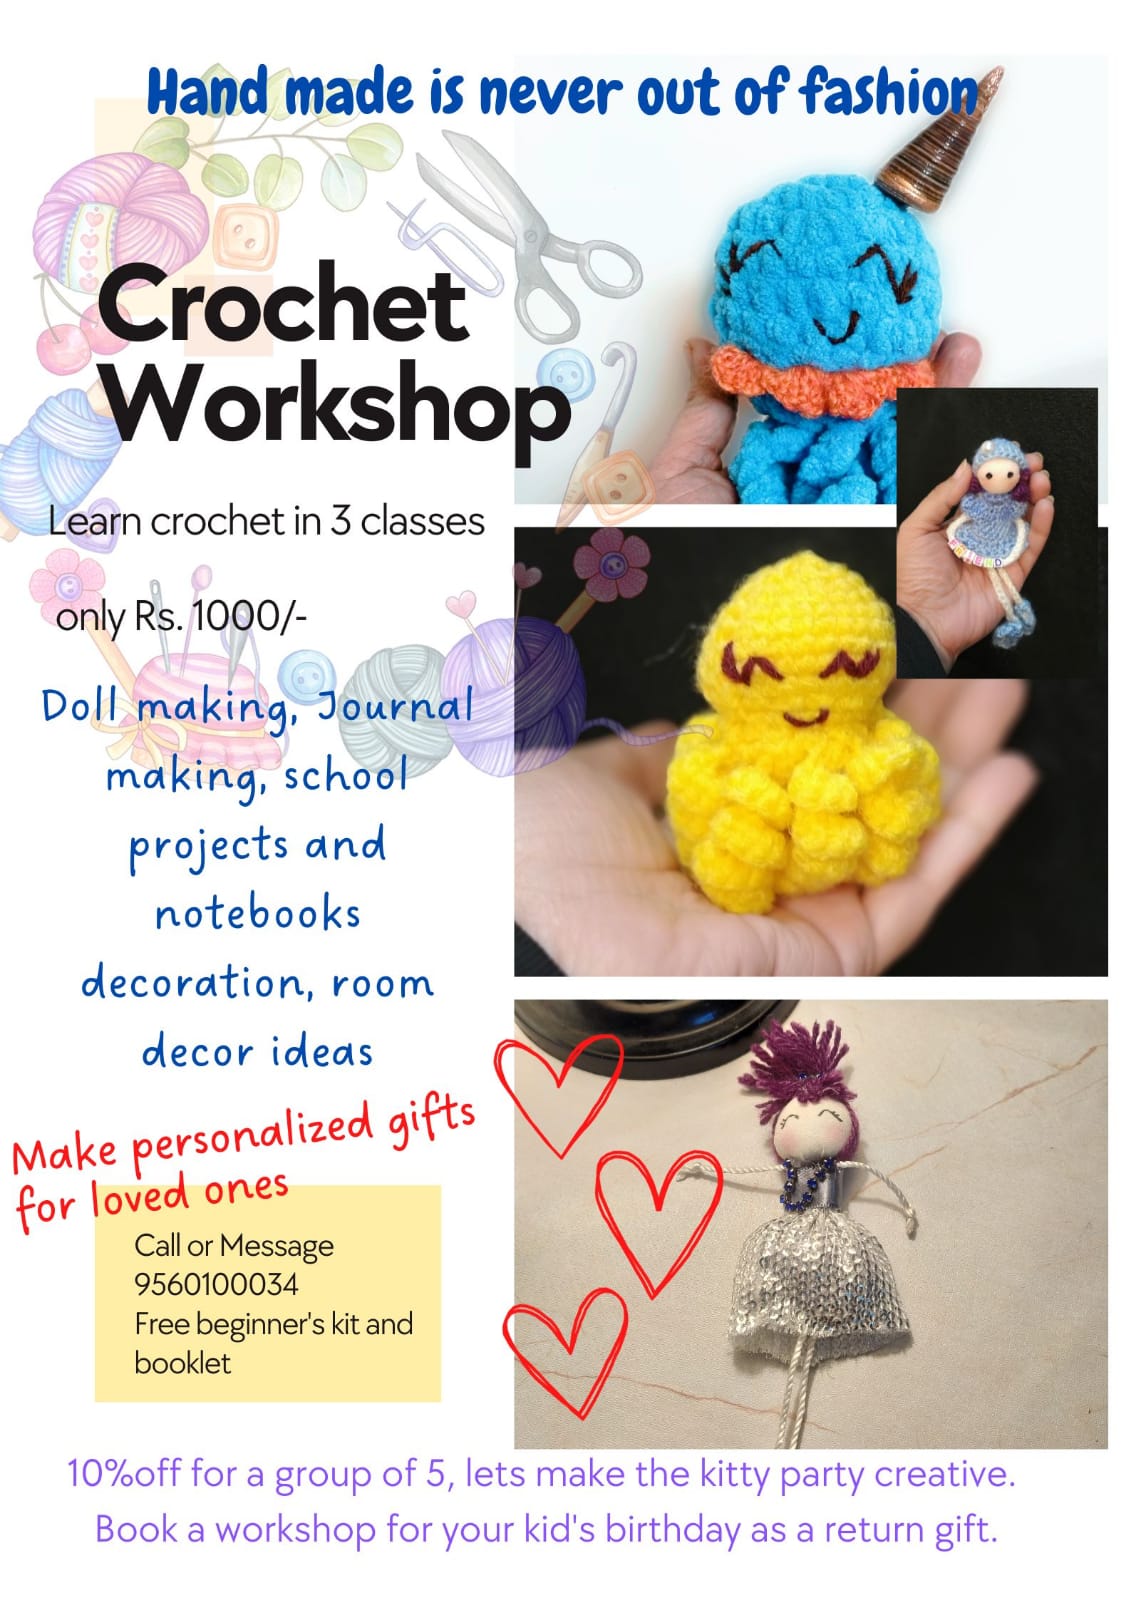 Hand made is never out of fashion
Crochet
Workshop
Learn crochet in 3 classes
only Rs. 1000/-
Doll making, Journal
making, school
projects and
notebooks
decoration, room
decor ideas
Make personalized gifts
for loved ones
Call or Message
9560100034
Free beginner's kit and
booklet
FRIEND
10%off for a group of 5, lets make the kitty party creative.
Book a workshop for your kid's birthday as a return gift.